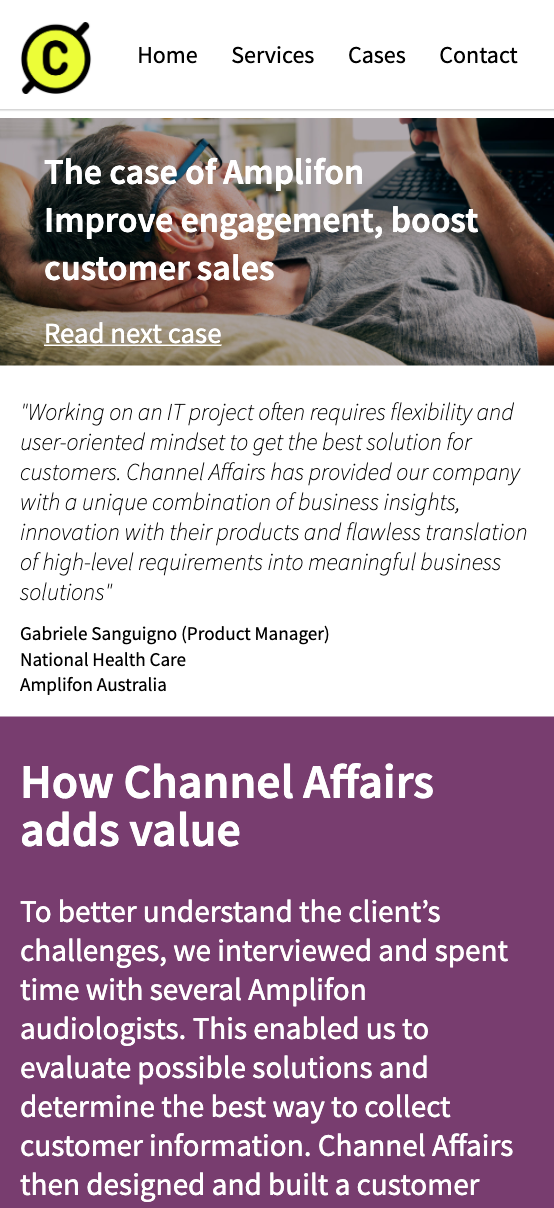 C
Home Services Cases Contact
The case of Amplifon
Improve engagement, boost
customer sales
Read next case
"Working on an IT project often requires flexibility and
user-oriented mindset to get the best solution for
customers. Channel Affairs has provided our company
with a unique combination of business insights,
innovation with their products and flawless translation
of high-level requirements into meaningful business
solutions"
Gabriele Sanguigno (Product Manager)
National Health Care
Amplifon Australia
How Channel Affairs
adds value
To better understand the client’s
challenges, we interviewed and spent
time with several Amplifon
audiologists. This enabled us to
evaluate possible solutions and
determine the best way to collect
customer information. Channel Affairs
then designed and built a customer